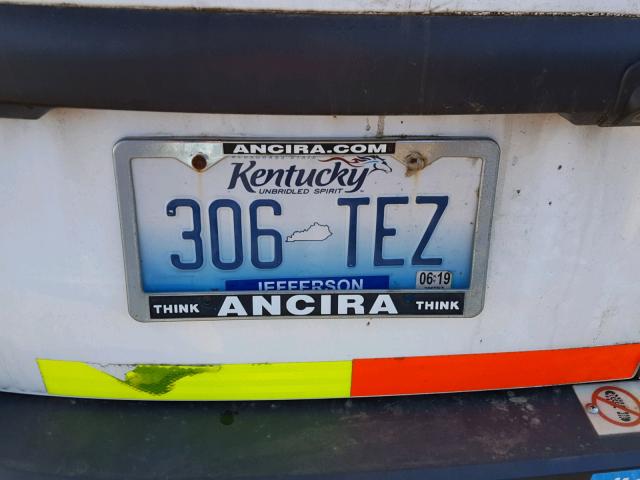 ANCIRA.COM
Kentucky
UNBRIDLED SPIRIT
306 TEZ
JEFFERSON
06-19
THINK ANCIRA THINK